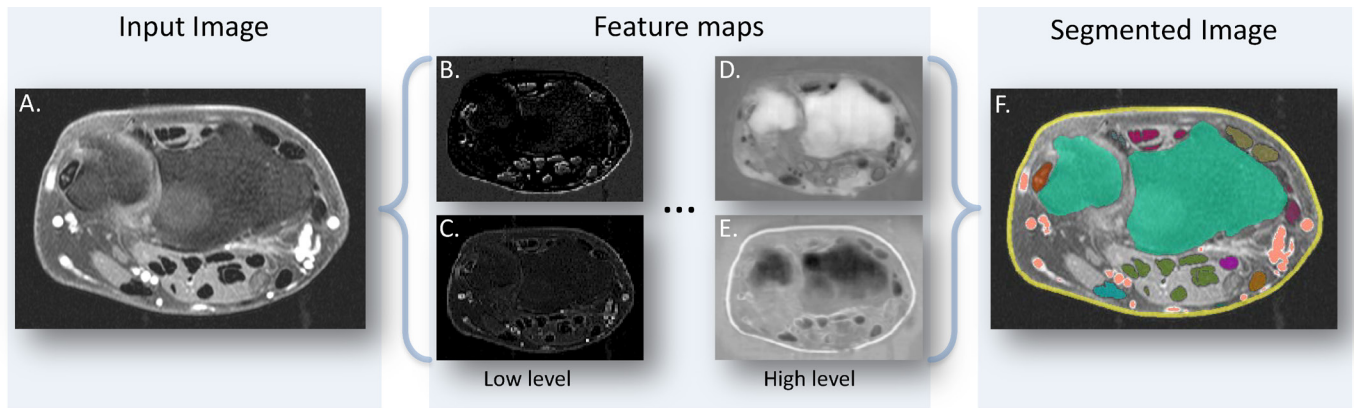 Input Image
Feature maps
Segmented Image
A.
B.
C.
...
D.
E.
F.
Low level
High level